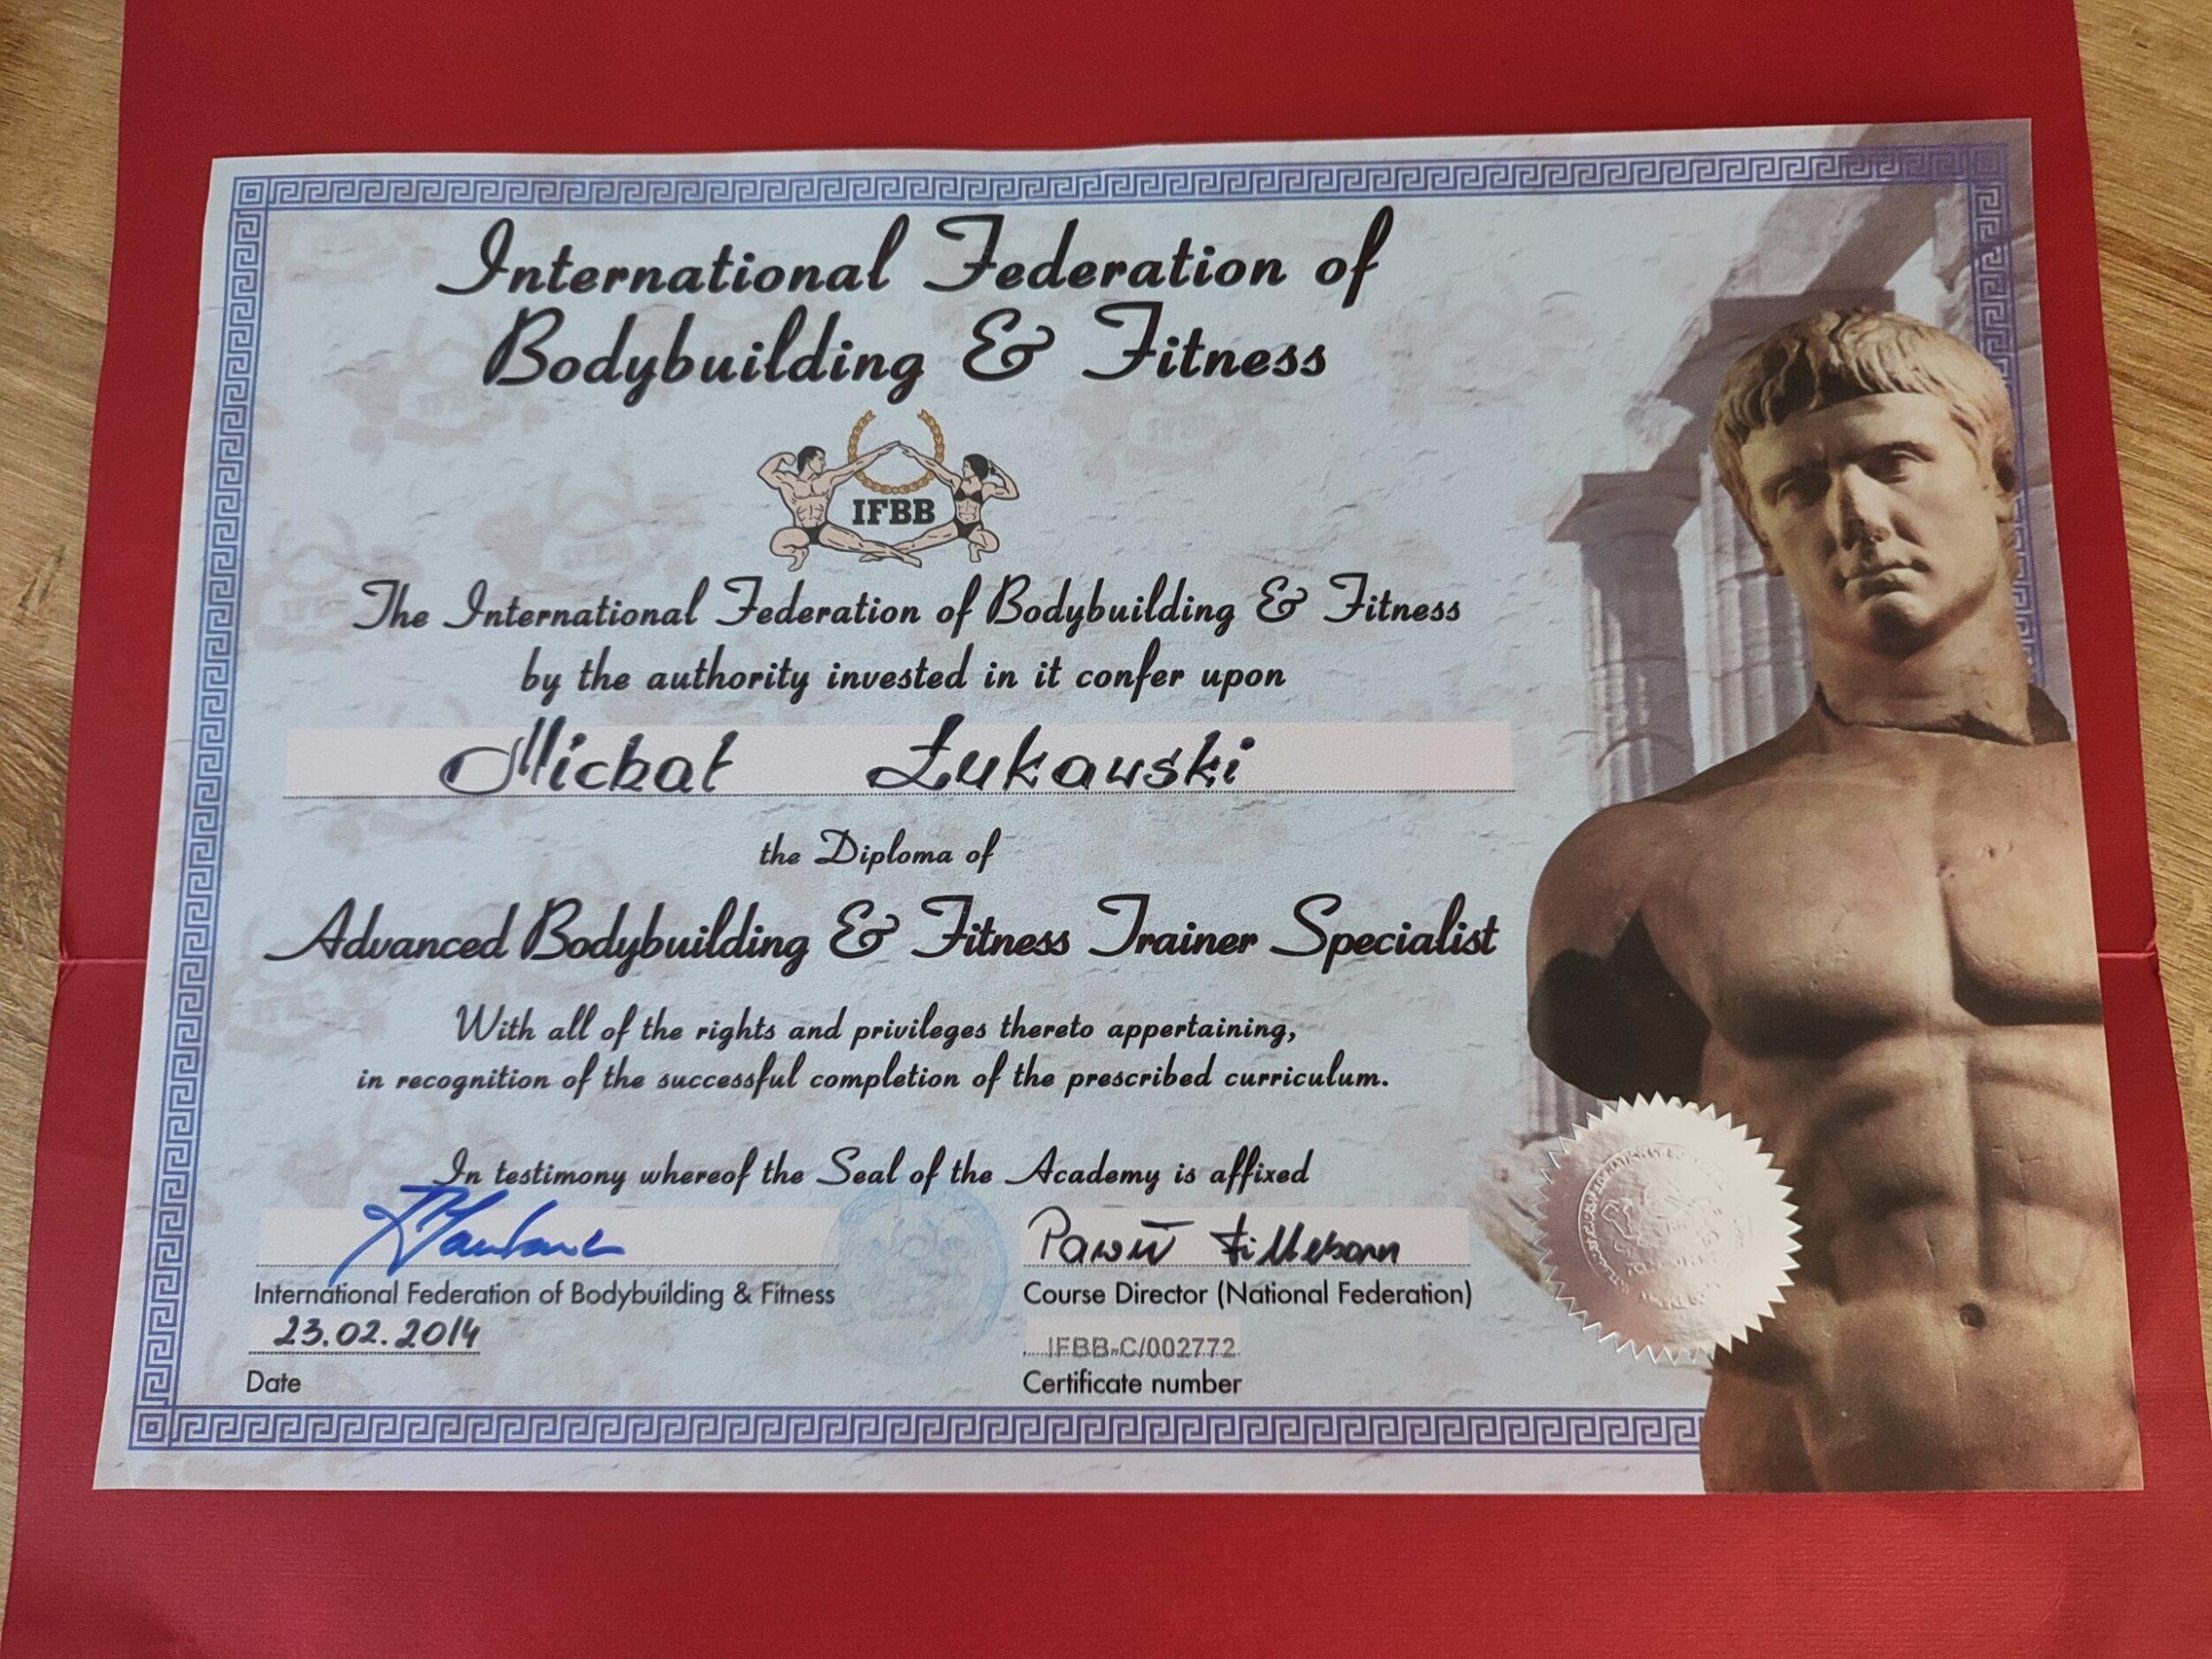 International Federation of
Bodybuilding & Fitness
IFBB
The International Federation of Bodybuilding & Fitness
by the authority invested in it confer upon
Michał Łukawski
the Diploma of
Advanced Bodybuilding & Fitness Trainer Specialist
With all of the rights and privileges thereto appertaining,
in recognition of the successful completion of the prescribed curriculum.
In testimony whereof the Seal of the Academy is affixed
Paweł Filleborn
International Federation of Bodybuilding & Fitness
Course Director (National Federation)
23.02.2014
IFBB-C/002772
Date
Certificate number